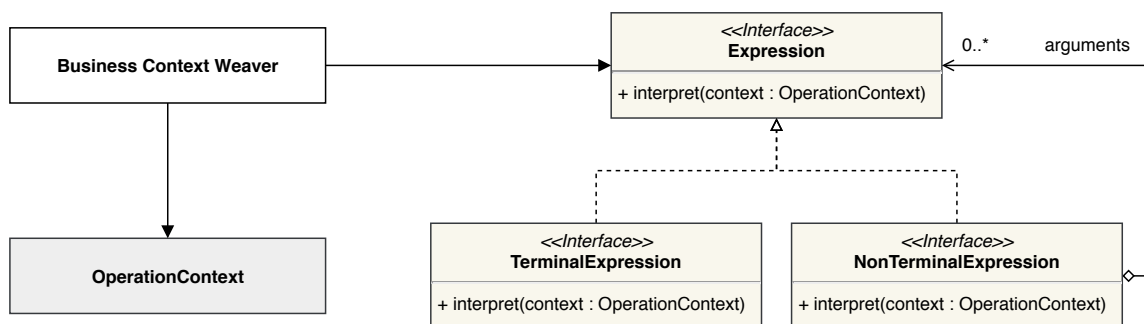 Business Context Weaver
<<Interface>>
Expression
+ interpret(context : OperationContext)
0..* arguments
OperationContext
<<Interface>>
TerminalExpression
+ interpret(context : OperationContext)
<<Interface>>
NonTerminalExpression
+ interpret(context : OperationContext)